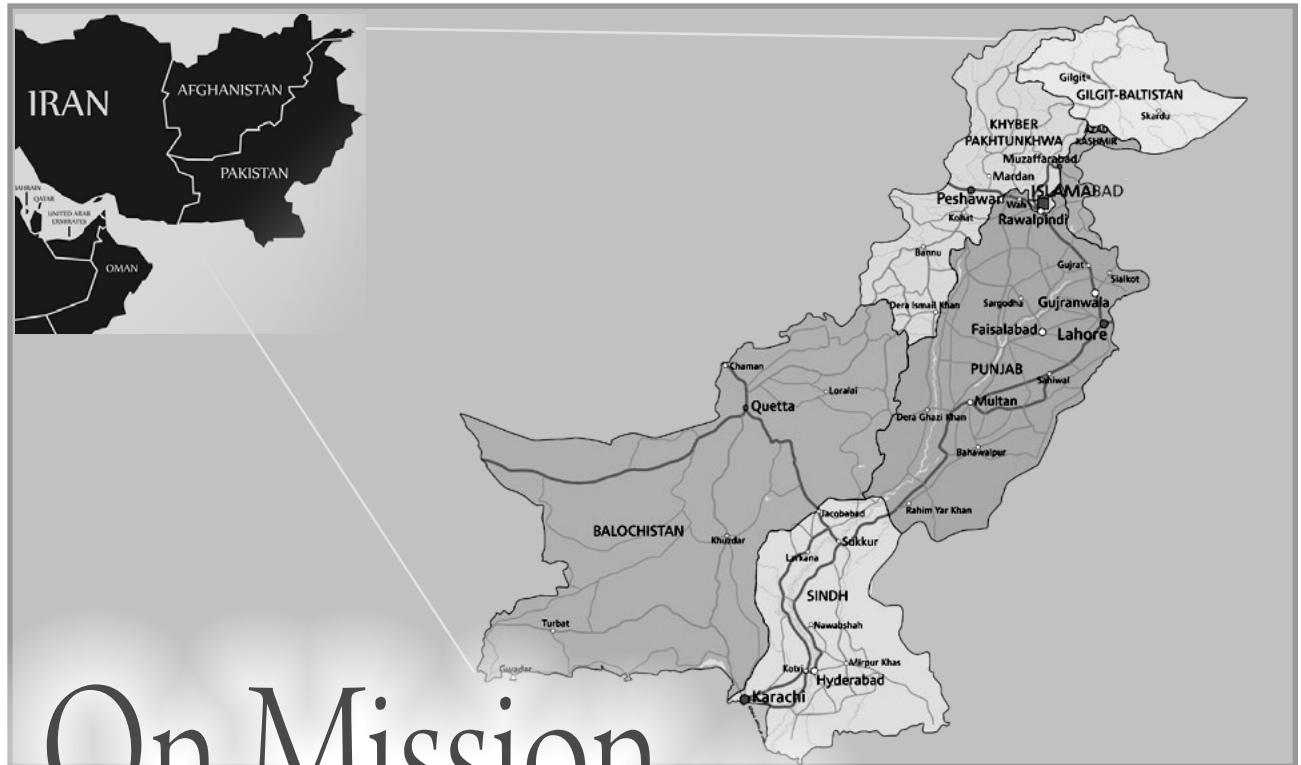 IRAN
AFGHANISTAN
PAKISTAN
BAHRAIN
QATAR
UNITED ARAB
EMIRATES
OMAN
Gilgit
GILGIT-BALTISTAN
Skardu
KHYBER
PAKHTUNKHWA
AZAD
KASHMIR
Muzaffarabad
Mardan
ISLAMABAD
Peshawar
Wah
Kohat
Rawalpindi
Bannu
Gujrat
Sialkot
Dera Ismail Khan
Sargodha
Gujranwala
Faisalabad
Lahore
Chaman
PUNJAB
Sahiwal
Loralai
Quetta
Multan
Dera Ghazi Khan
Bahawalpur
Jacobabad
Rahim Yar Khan
BALOCHISTAN
Khuzdar
Sukkur
Larkana
SINDH
Turbat
Nawabshah
Gwadar
Kotri
Mirpur Khas
Hyderabad
Karachi
On Mission